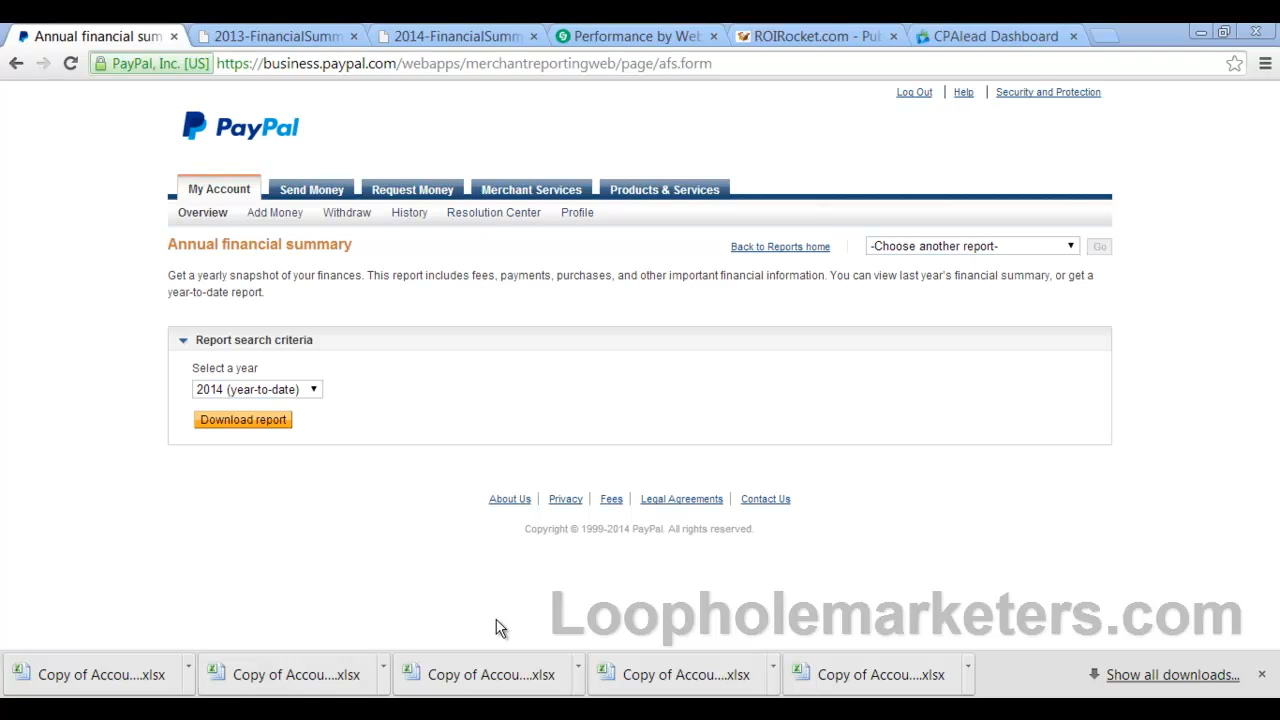 Annual financial sum
2013-FinancialSumm
2014-FinancialSumm
Performance by Web
ROIRocket.com - Pub
CPAlead Dashboard
PayPal, Inc. [US]
https://business.paypal.com/webapps/merchantreportingweb/page/afs.form
Log Out
Help
Security and Protection
PayPal
My Account
Send Money
Request Money
Merchant Services
Products & Services
Overview
Add Money
Withdraw
History
Resolution Center
Profile
Annual financial summary
Back to Reports home
-Choose another report-
Go
Get a yearly snapshot of your finances. This report includes fees, payments, purchases, and other important financial information. You can view last year's financial summary, or get a
year-to-date report.
Report search criteria
Select a year
2014 (year-to-date)
Download report
About Us
Privacy
Fees
Legal Agreements
Contact Us
Copyright © 1999-2014 PayPal. All rights reserved.
Loopholemarketers.com
Copy of Accou....xlsx
Copy of Accou....xlsx
Copy of Accou....xlsx
Copy of Accou....xlsx
Copy of Accou....xlsx
Show all downloads...